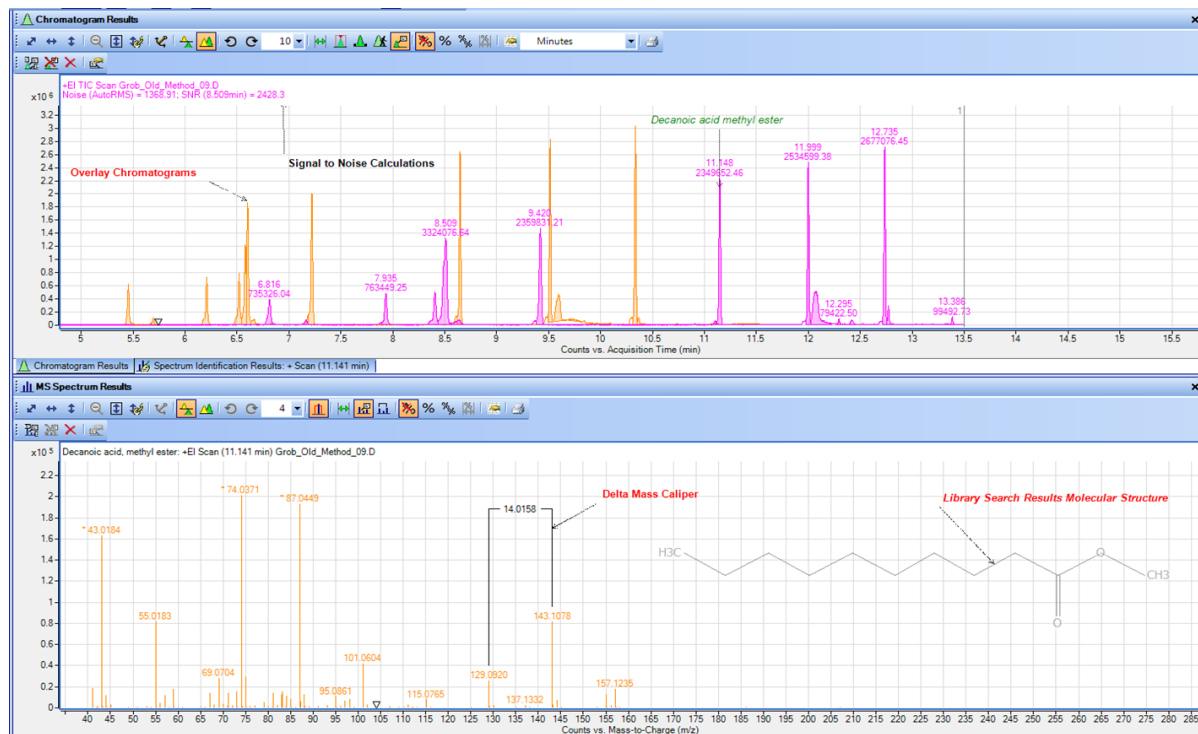 Chromatogram Results
10
Minutes
+EI TIC Scan Grob_Old_Method_09.D
Noise (AutoRMS) = 1368.91; SNR (8.509min) = 2428.3
x10 6
3.2
3
2.8
2.6
2.4
2.2
2
1.8
1.6
1.4
1.2
1
0.8
0.6
0.4
0.2
0
Signal to Noise Calculations
Overlay Chromatograms
Decanoic acid methyl ester
1
6.816
735326.04
7.935
763449.25
8.509
3324076.64
9.420
2359831.21
11.148
2349652.46
11.999
2534599.38
12.295
79422.50
12.735
2677076.45
13.386
99492.73
5 5.5 6 6.5 7 7.5 8 8.5 9 9.5 10 10.5 11 11.5 12 12.5 13 13.5 14 14.5 15 15.5
Counts vs. Acquisition Time (min)
Chromatogram Results Spectrum Identification Results: + Scan (11.141 min)
MS Spectrum Results
4
x10 5
Decanoic acid, methyl ester: +EI Scan (11.141 min) Grob_Old_Method_09.D
2.2
2
1.8
1.6
1.4
1.2
1
0.8
0.6
0.4
0.2
0
* 43.0184
55.0183
69.0704
* 74.0371
* 87.0449
95.0861
101.0604
115.0765
129.0920
137.1332
143.1078
157.1235
14.0158
Delta Mass Caliper
Library Search Results Molecular Structure
H3C
O
CH3
O
40 45 50 55 60 65 70 75 80 85 90 95 100 105 110 115 120 125 130 135 140 145 150 155 160 165 170 175 180 185 190 195 200 205 210 215 220 225 230 235 240 245 250 255 260 265 270 275 280 285
Counts vs. Mass-to-Charge (m/z)